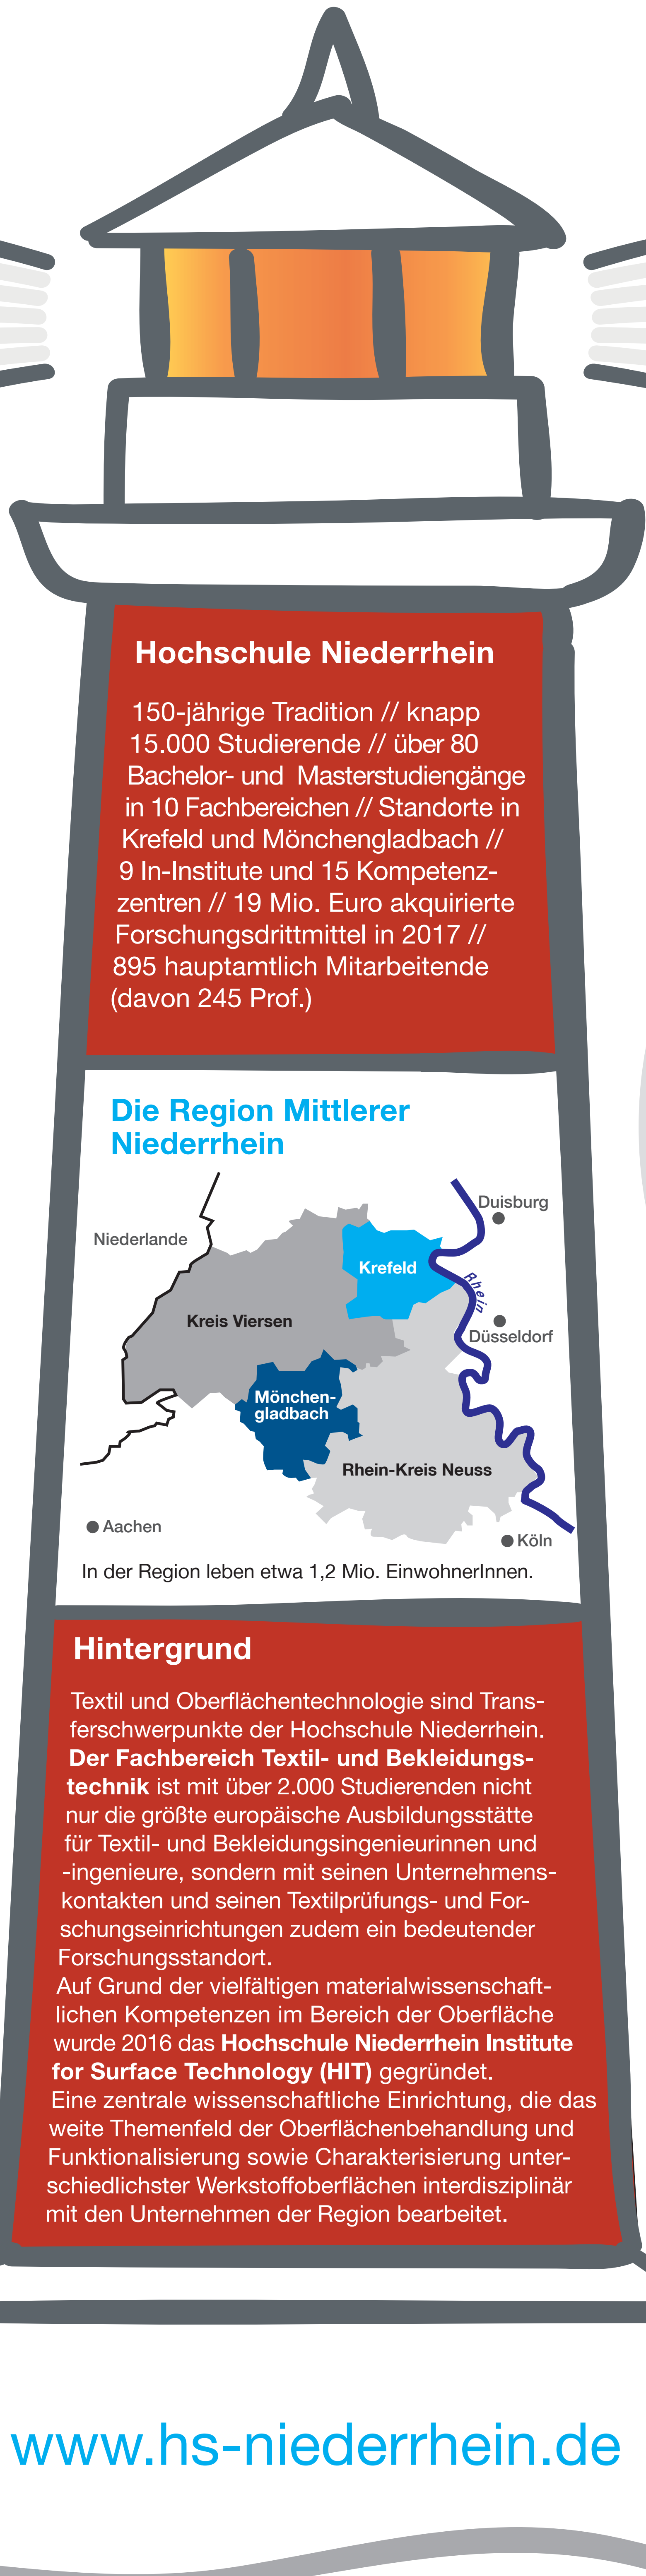 Hochschule Niederrhein
150-jährige Tradition // knapp
15.000 Studierende // über 80
Bachelor- und Masterstudiengänge
in 10 Fachbereichen // Standorte in
Krefeld und Mönchengladbach //
9 In-Institute und 15 Kompetenz-
zentren // 19 Mio. Euro akquirierte
Forschungsdrittmittel in 2017 //
895 hauptamtlich Mitarbeitende
(davon 245 Prof.)
Die Region Mittlerer
Niederrhein
Duisburg
Niederlande
Krefeld
Rhein
Kreis Viersen
Düsseldorf
Mönchen-
gladbach
Rhein-Kreis Neuss
Aachen
Köln
In der Region leben etwa 1,2 Mio. EinwohnerInnen.
Hintergrund
Textil und Oberflächentechnologie sind Trans-
ferschwerpunkte der Hochschule Niederrhein.
Der Fachbereich Textil- und Bekleidungs-
technik ist mit über 2.000 Studierenden nicht
nur die größte europäische Ausbildungsstätte
für Textil- und Bekleidungsingenieurinnen und
-ingenieure, sondern mit seinen Unternehmens-
kontakten und seinen Textilprüfungs- und For-
schungseinrichtungen zudem ein bedeutender
Forschungsstandort.
Auf Grund der vielfältigen materialwissenschaft-
lichen Kompetenzen im Bereich der Oberfläche
wurde 2016 das Hochschule Niederrhein Institute
for Surface Technology (HIT) gegründet.
Eine zentrale wissenschaftliche Einrichtung, die das
weite Themenfeld der Oberflächenbehandlung und
Funktionalisierung sowie Charakterisierung unter-
schiedlichster Werkstoffoberflächen interdisziplinär
mit den Unternehmen der Region bearbeitet.
www.hs-niederrhein.de